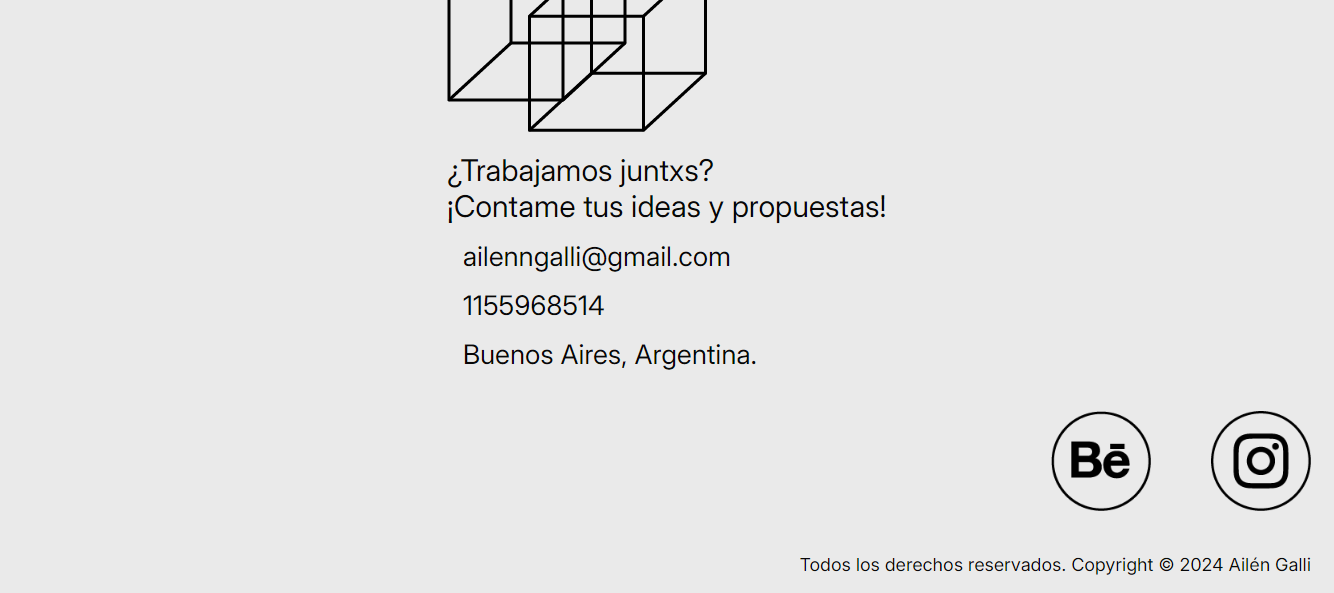 ¿Trabajamos juntxs?
¡Contame tus ideas y propuestas!
ailenngalli@gmail.com
1155968514
Buenos Aires, Argentina.
Bē
Todos los derechos reservados. Copyright © 2024 Ailén Galli